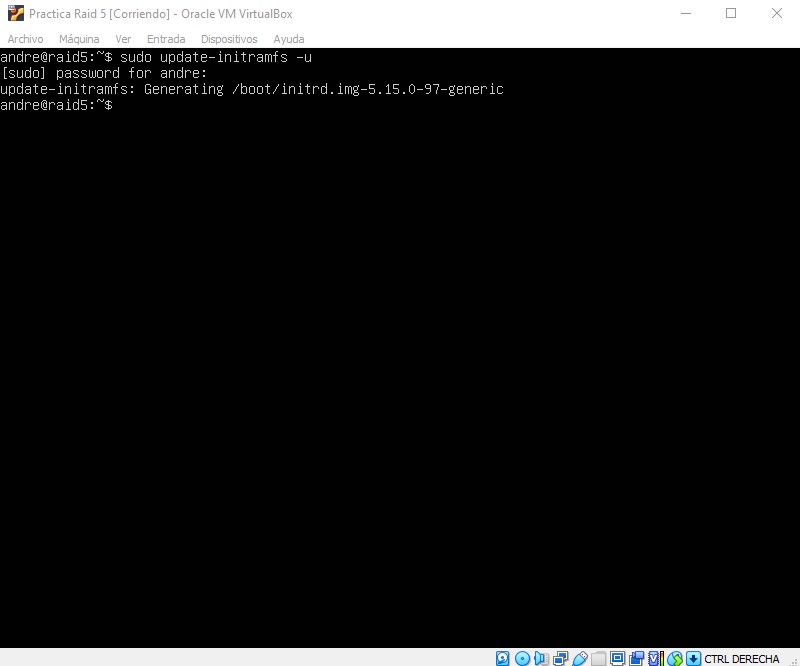 Practica Raid 5 [Corriendo] - Oracle VM VirtualBox
Archivo Máquina Ver Entrada Dispositivos Ayuda
andre@raid5:~$ sudo update-initramfs -u
[sudo] password for andre:
update-initramfs: Generating /boot/initrd.img-5.15.0-97-generic
andre@raid5:~$
CTRL DERECHA